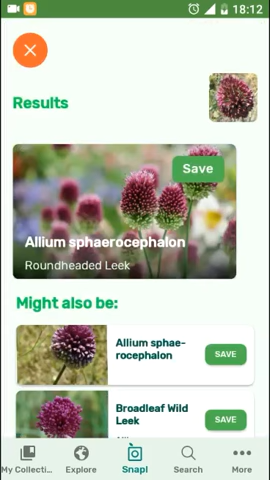 18:12
Results
Save
Allium sphaerocephalon
Roundheaded Leek
Might also be:
Allium sphae-
rocephalon
SAVE
Broadleaf Wild
Leek
SAVE
My Collecti... Explore Snap! Search More